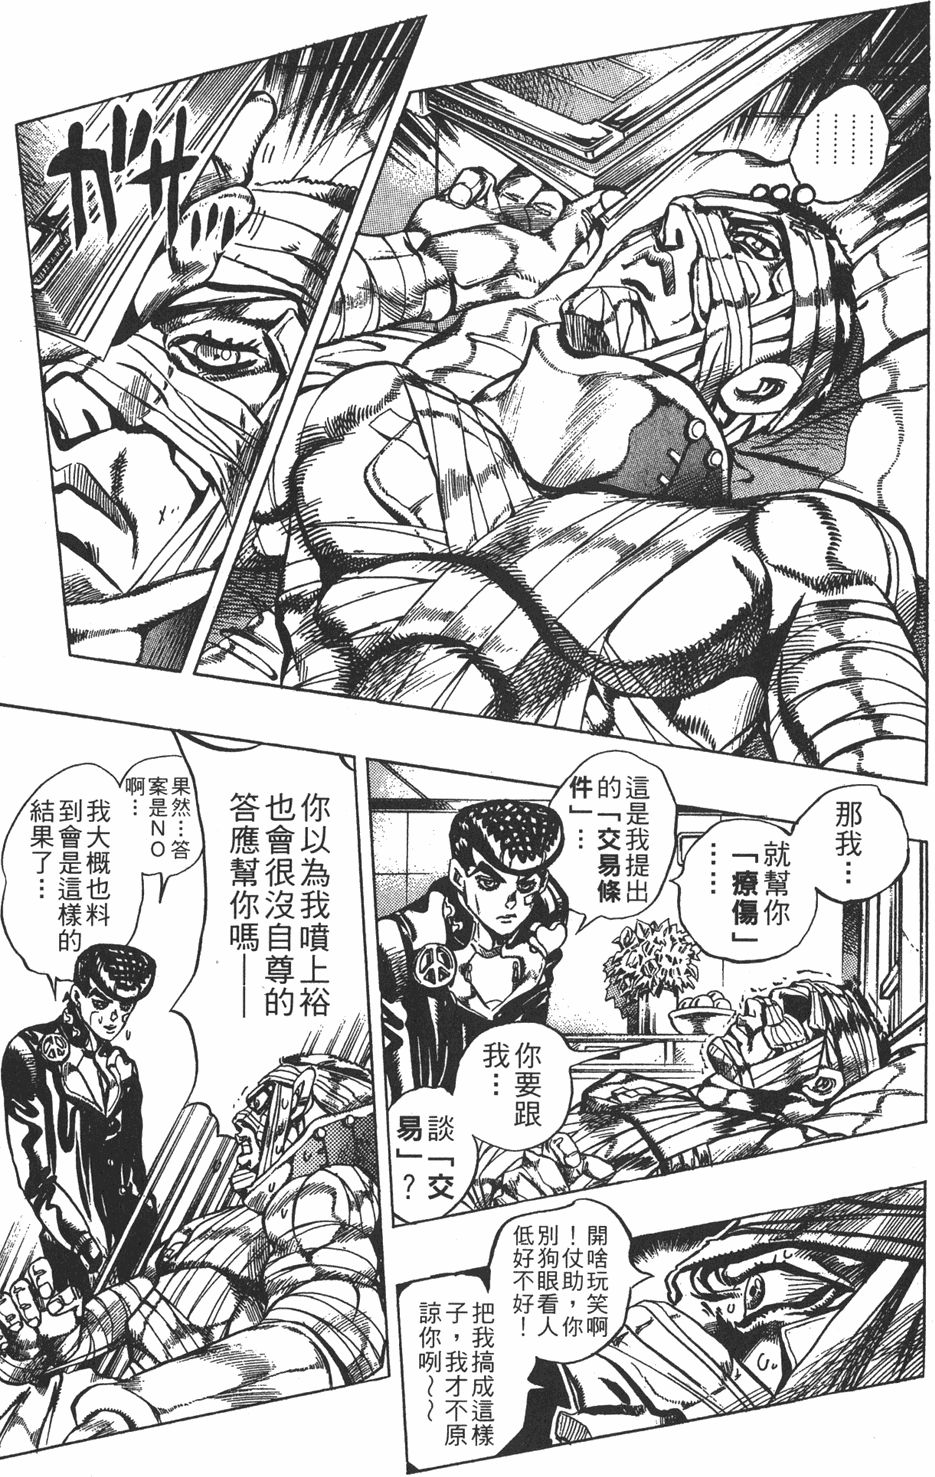 ………
………
ガサッ
那我…
就幫你
「療傷」
……
這是我提出
的「交易條
件」…
你要跟
我…
談「交
易」?
開啥玩笑啊
!仗助,你
別狗眼看人
低好不好!
把我搞成這樣
子,我才不原
諒你咧～～
你以為我噴上裕
也會很沒自尊的
答應幫你嗎——
果然…答
案是NO
啊…
我大概也料
到會是這樣的
結果了…